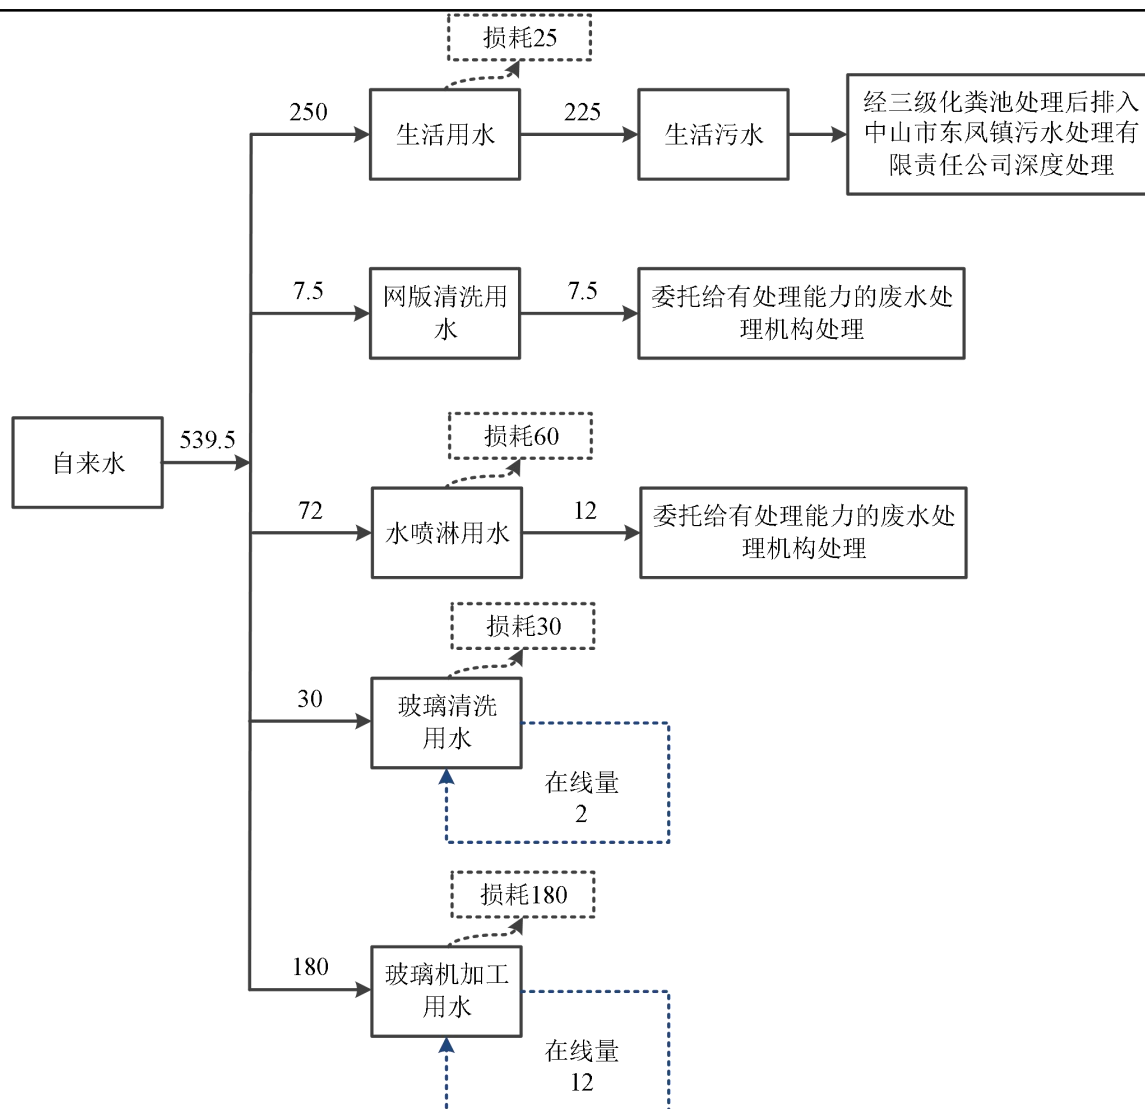 损耗25
250
生活用水
225
生活污水
经三级化粪池处理后排入
中山市东凤镇污水处理有
限责任公司深度处理
7.5
网版清洗用
水
7.5
委托给有处理能力的废水处
理机构处理
自来水
539.5
损耗60
72
水喷淋用水
12
委托给有处理能力的废水处
理机构处理
损耗30
30
玻璃清洗
用水
在线量
2
损耗180
180
玻璃机加工
用水
在线量
12